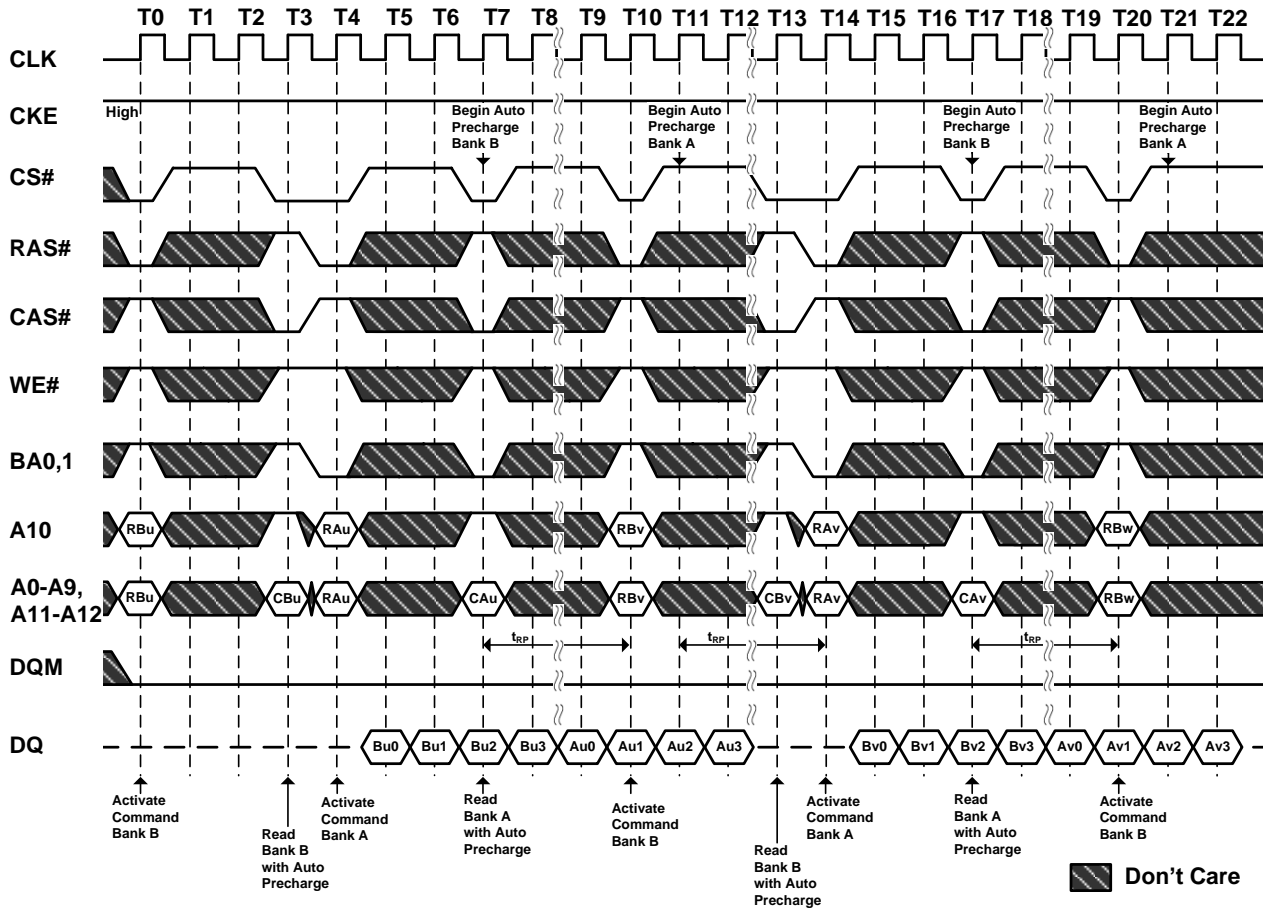 T0 T1 T2 T3 T4 T5 T6 T7 T8 T9 T10 T11 T12 T13 T14 T15 T16 T17 T18 T19 T20 T21 T22
CLK
CKE
High
Begin Auto
Precharge
Bank B
Begin Auto
Precharge
Bank A
Begin Auto
Precharge
Bank B
Begin Auto
Precharge
Bank A
CS#
RAS#
CAS#
WE#
BA0,1
A10
RBu RAu RBv RAv RBw
A0-A9,
A11-A12
RBu CBu RAu CAu RBv CBv RAv CAv RBw
tRP tRP tRP
DQM
DQ
Bu0 Bu1 Bu2 Bu3 Au0 Au1 Au2 Au3 Bv0 Bv1 Bv2 Bv3 Av0 Av1 Av2 Av3
Activate
Command
Bank B
Read
Bank B
with Auto
Precharge
Activate
Command
Bank A
Read
Bank A
with Auto
Precharge
Activate
Command
Bank B
Read
Bank B
with Auto
Precharge
Activate
Command
Bank A
Read
Bank A
with Auto
Precharge
Activate
Command
Bank B
Don't Care